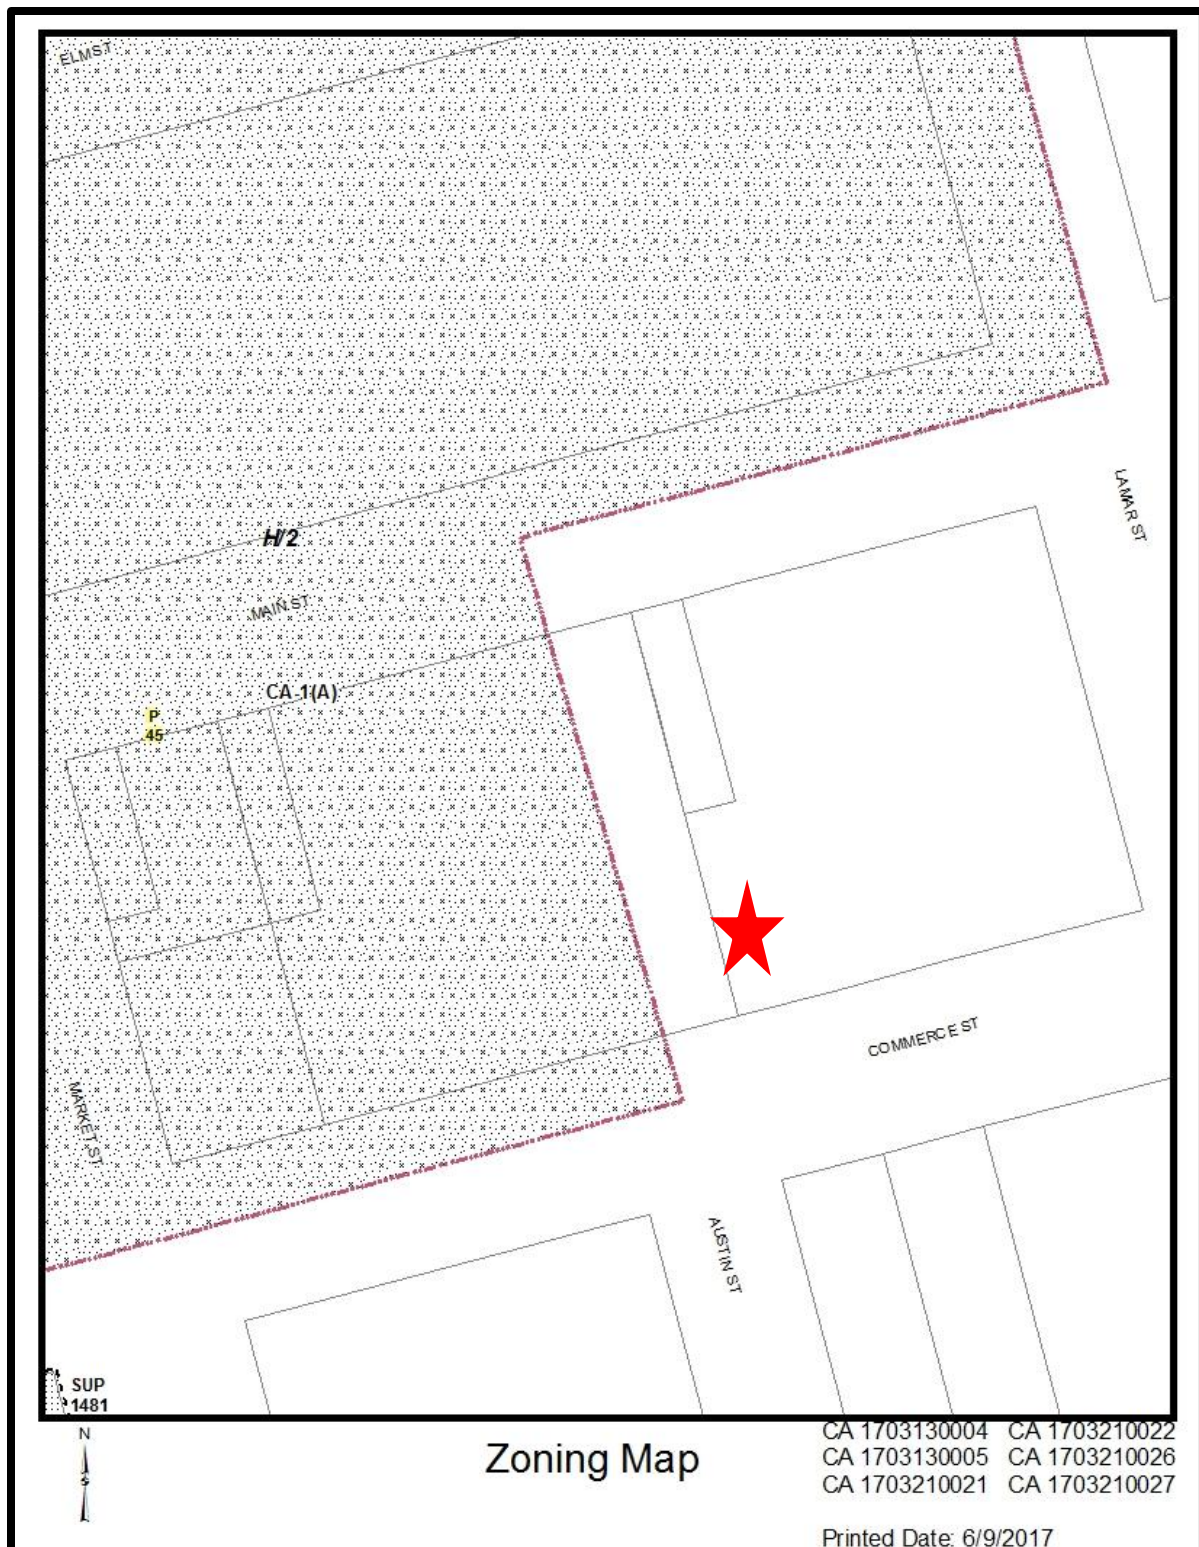 ELM ST
LAMAR ST
H/2
MAIN ST
CA-1(A)
P
45
COMMERCE ST
MARKET ST
AUSTIN ST
SUP
1481
N
S
Zoning Map
CA 1703130004 CA 1703210022
CA 1703130005 CA 1703210026
CA 1703210021 CA 1703210027
Printed Date: 6/9/2017